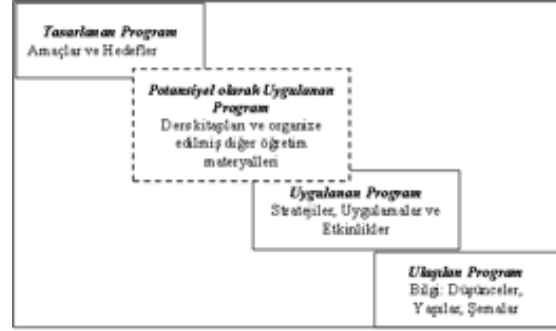 Tasarlanan Program
Amaçlar ve Hedefler
Potansiyel olarak Uygulanan
Program
Ders kitapları ve organize
edilmiş diğer öğretim
materyalleri
Uygulanan Program
Stratejiler, Uygulamalar ve
Etkinlikler
Ulaşılan Program
Bilgi: Düşünceler,
Yapılar, Şemalar